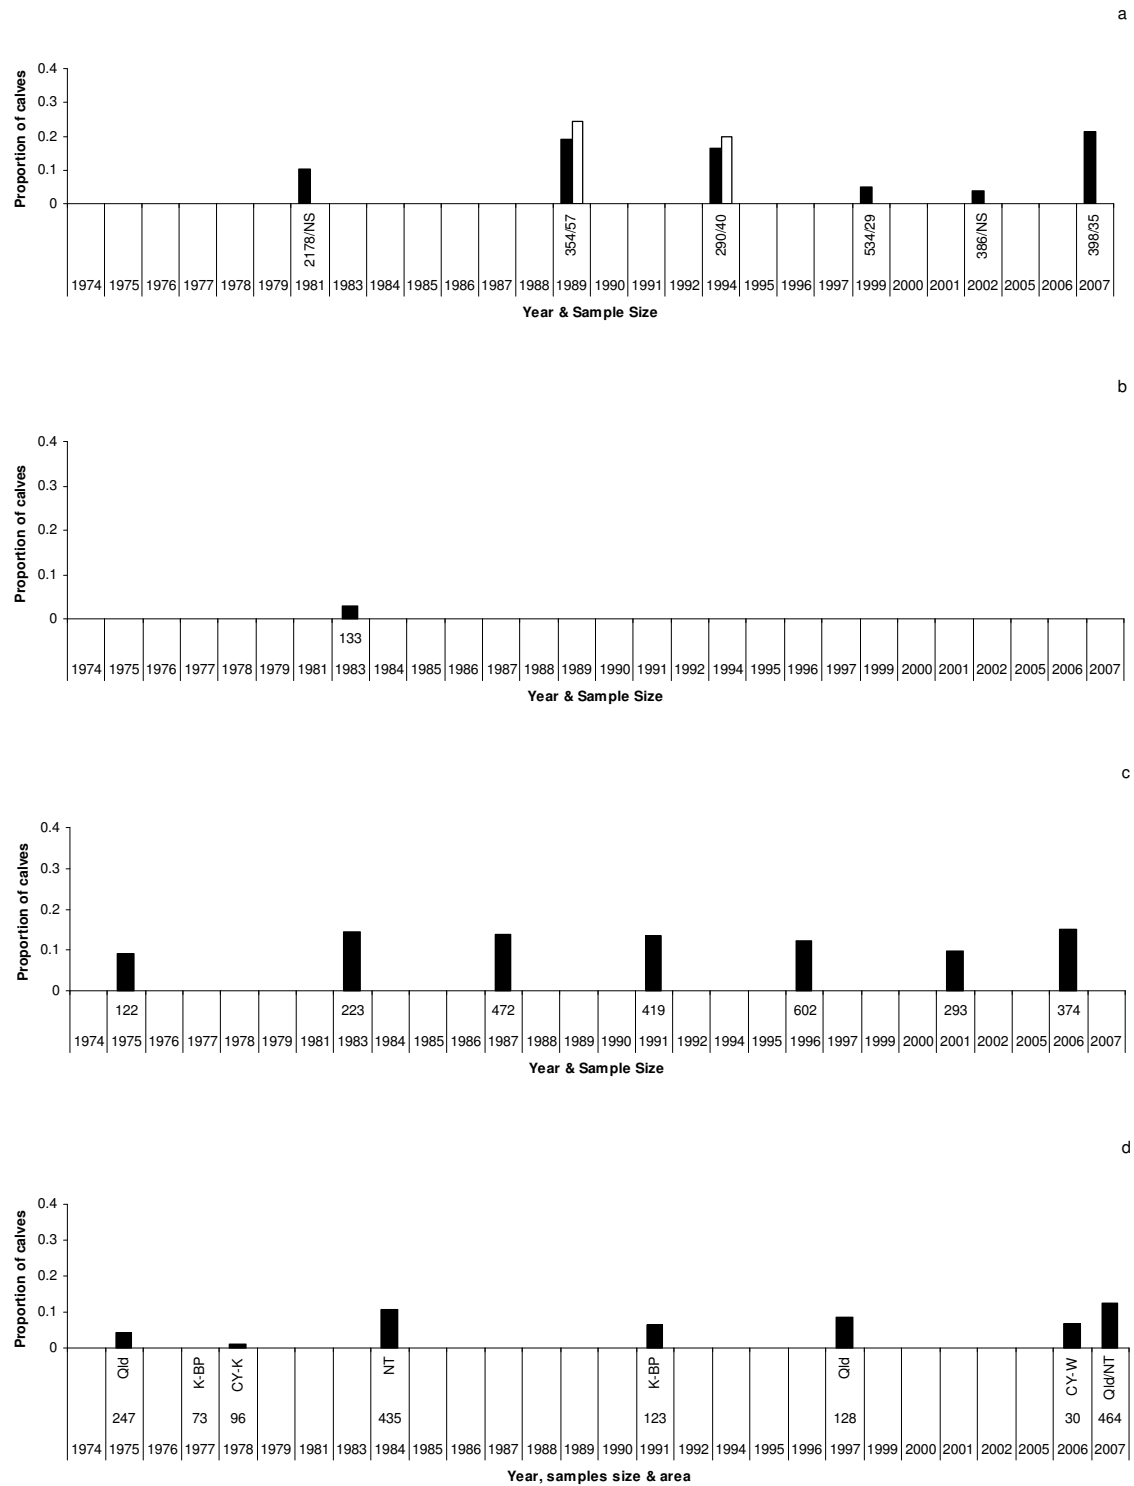 a
0.4
0.3
0.2
0.1
0
Proportion of calves
2178/NS 354/57 290/40 534/29 386/NS 398/35
1974 1975 1976 1977 1978 1979 1981 1983 1984 1985 1986 1987 1988 1989 1990 1991 1992 1994 1995 1996 1997 1999 2000 2001 2002 2005 2006 2007
Year & Sample Size
b
0.4
0.3
0.2
0.1
0
Proportion of calves
133
1974 1975 1976 1977 1978 1979 1981 1983 1984 1985 1986 1987 1988 1989 1990 1991 1992 1994 1995 1996 1997 1999 2000 2001 2002 2005 2006 2007
Year & Sample Size
c
0.4
0.3
0.2
0.1
0
Proportion of calves
122 223 472 419 602 293 374
1974 1975 1976 1977 1978 1979 1981 1983 1984 1985 1986 1987 1988 1989 1990 1991 1992 1994 1995 1996 1997 1999 2000 2001 2002 2005 2006 2007
Year & Sample Size
d
0.4
0.3
0.2
0.1
0
Proportion of calves
Qld K-BP CY-K NT K-BP Qld CY-W Qld/NT
247 73 96 435 123 128 30 464
1974 1975 1976 1977 1978 1979 1981 1983 1984 1985 1986 1987 1988 1989 1990 1991 1992 1994 1995 1996 1997 1999 2000 2001 2002 2005 2006 2007
Year, samples size & area